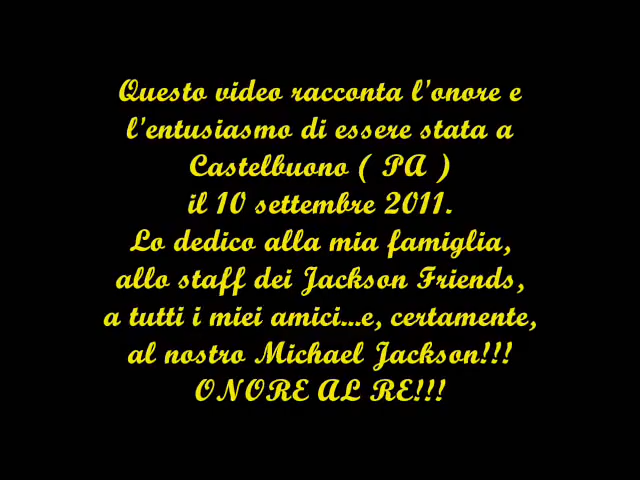 Questo video racconta l'onore e
l'entusiasmo di essere stata a
Castelbuono ( PA )
il 10 settembre 2011.
Lo dedico alla mia famiglia,
allo staff dei Jackson Friends,
a tutti i miei amici...e, certamente,
al nostro Michael Jackson!!!
ONORE AL RE!!!